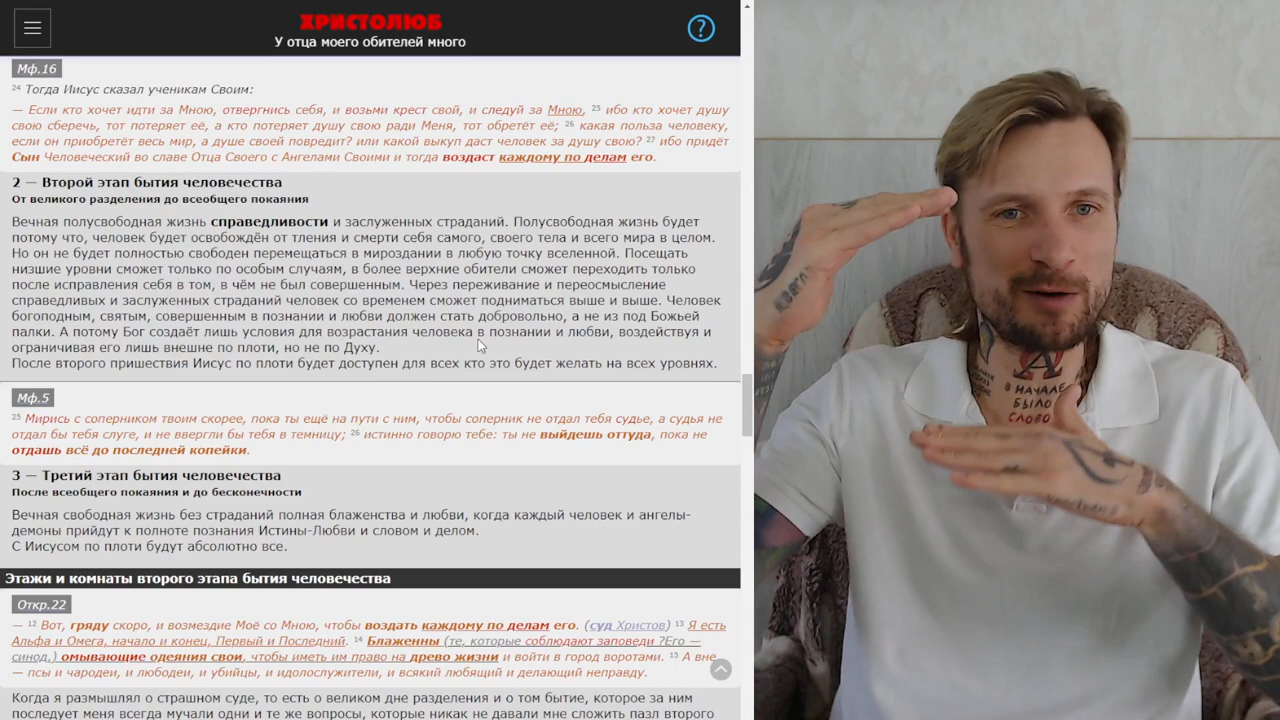 ХРИСТОЛЮБ
У отца моего обителей много
Мф.16
24 Тогда Иисус сказал ученикам Своим:
— Если кто хочет идти за Мною, отвергнись себя, и возьми крест свой, и следуй за Мною, 25 ибо кто хочет душу
свою сберечь, тот потеряет её, а кто потеряет душу свою ради Меня, тот обретёт её; 26 какая польза человеку,
если он приобретёт весь мир, а душе своей повредит? или какой выкуп даст человек за душу свою? 27 ибо придёт
Сын Человеческий во славе Отца Своего с Ангелами Своими и тогда воздаст каждому по делам его.
2 — Второй этап бытия человечества
От великого разделения до всеобщего покаяния
Вечная полусвободная жизнь справедливости и заслуженных страданий. Полусвободная жизнь будет
потому что, человек будет освобождён от тления и смерти себя самого, своего тела и всего мира в целом.
Но он не будет полностью свободен перемещаться в мироздании в любую точку вселенной. Посещать
низшие уровни сможет только по особым случаям, в более верхние обители сможет переходить только
после исправления себя в том, в чём не был совершенным. Через переживание и переосмысление
справедливых и заслуженных страданий человек со временем сможет подниматься выше и выше. Человек
богоподным, святым, совершенным в познании и любви должен стать добровольно, а не из под Божьей
палки. А потому Бог создаёт лишь условия для возрастания человека в познании и любви, воздействуя и
ограничивая его лишь внешне по плоти, но не по Духу.
После второго пришествия Иисус по плоти будет доступен для всех кто это будет желать на всех уровнях.
Мф.5
25 Мирись с соперником твоим скорее, пока ты ещё на пути с ним, чтобы соперник не отдал тебя судье, а судья не
отдал бы тебя слуге, и не ввергли бы тебя в темницу; 26 истинно говорю тебе: ты не выйдешь оттуда, пока не
отдашь всё до последней копейки.
3 — Третий этап бытия человечества
После всеобщего покаяния и до бесконечности
Вечная свободная жизнь без страданий полная блаженства и любви, когда каждый человек и ангелы-
демоны прийдут к полноте познания Истины-Любви и словом и делом.
С Иисусом по плоти будут абсолютно все.
Этажи и комнаты второго этапа бытия человечества
Откр.22
— 12 Вот, гряду скоро, и возмездие Моё со Мною, чтобы воздать каждому по делам его. (суд Христов) 13 Я есть
Альфа и Омега, начало и конец, Первый и Последний. 14 Блаженны (те, которые соблюдают заповеди ?Его —
синод.) омывающие одеяния свои, чтобы иметь им право на древо жизни и войти в город воротами. 15 А вне
— псы и чародеи, и любодеи, и убийцы, и идолослужители, и всякий любящий и делающий неправду.
Когда я размышлял о страшном суде, то есть о великом дне разделения и о том бытие, которое за ним
последует меня всегда мучали одни и те же вопросы, которые никак не давали мне сложить пазл второго
В НАЧАЛЕ
БЫЛО
СЛОВО